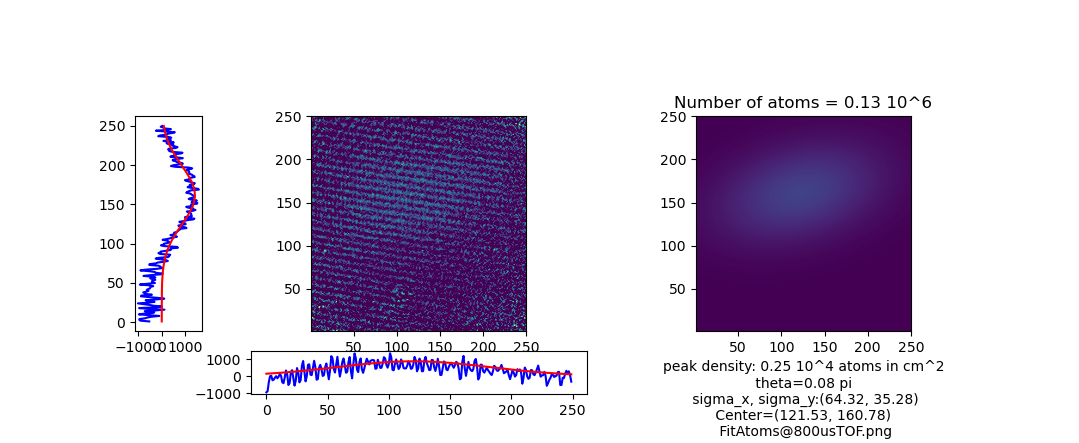 Number of atoms = 0.13 10^6
250
200
150
100
50
0
−1000 0 1000
250
200
150
100
50
50 100 150 200 250
1000
0
−1000
0 50 100 150 200 250
250
200
150
100
50
50 100 150 200 250
peak density: 0.25 10^4 atoms in cm^2
theta=0.08 pi
sigma_x, sigma_y:(64.32, 35.28)
Center=(121.53, 160.78)
FitAtoms@800usTOF.png